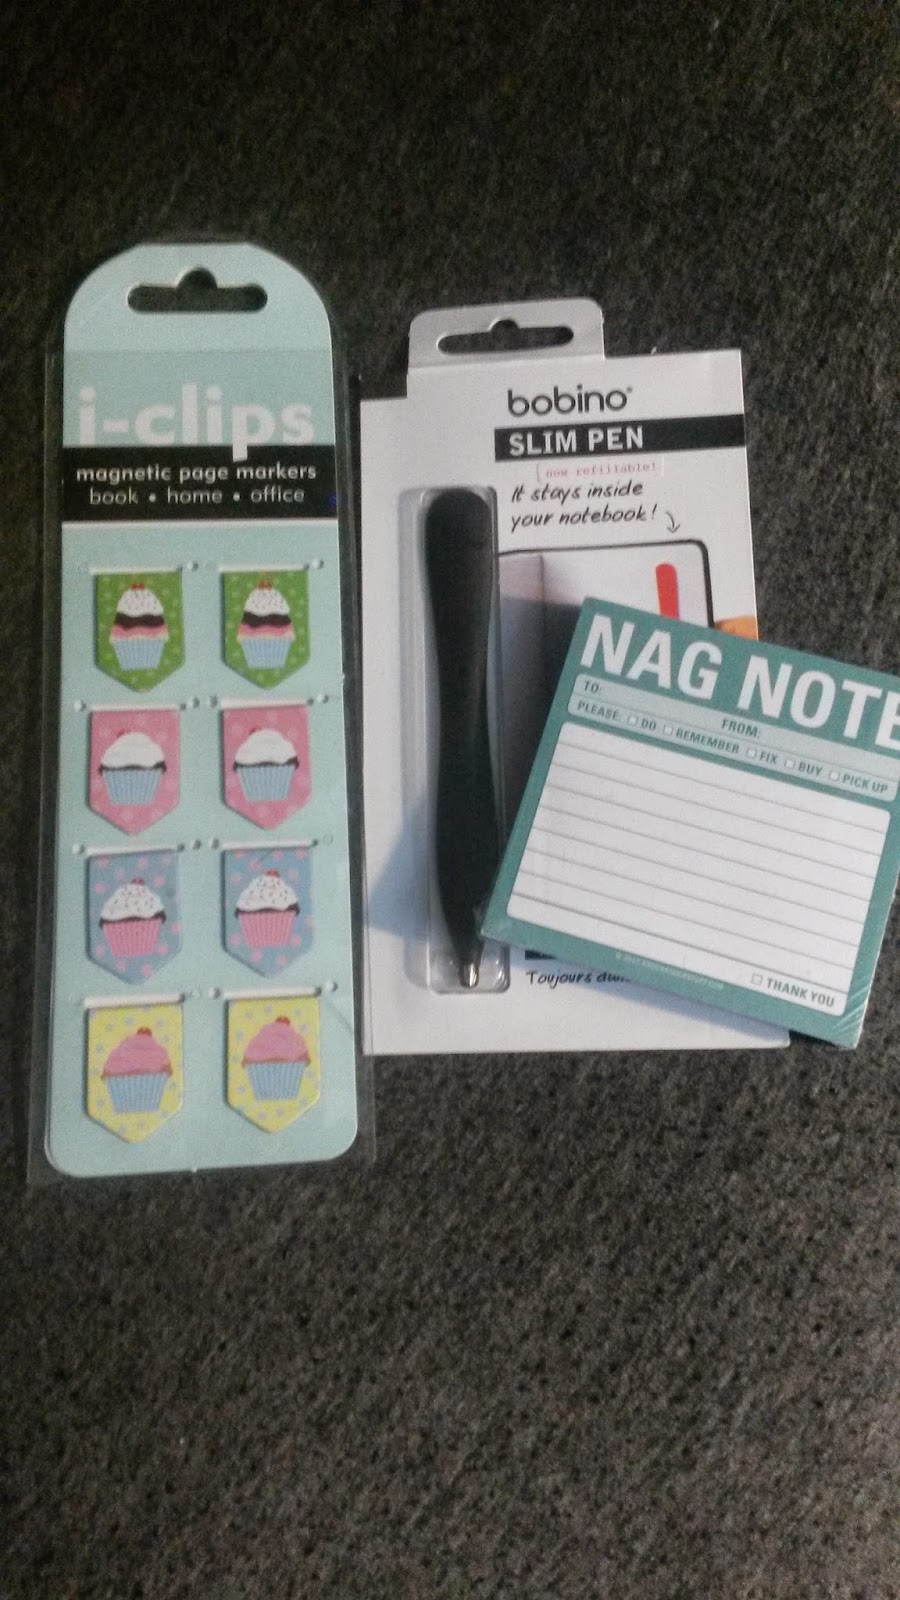 i-clips
magnetic page markers
book • home • office
bobino®
SLIM PEN
[now refillable!]
It stays inside
your notebook!
Toujours
NAG NOTE
TO:
FROM:
PLEASE: □ DO □ REMEMBER □ FIX □ BUY □ PICK UP
□ THANK YOU